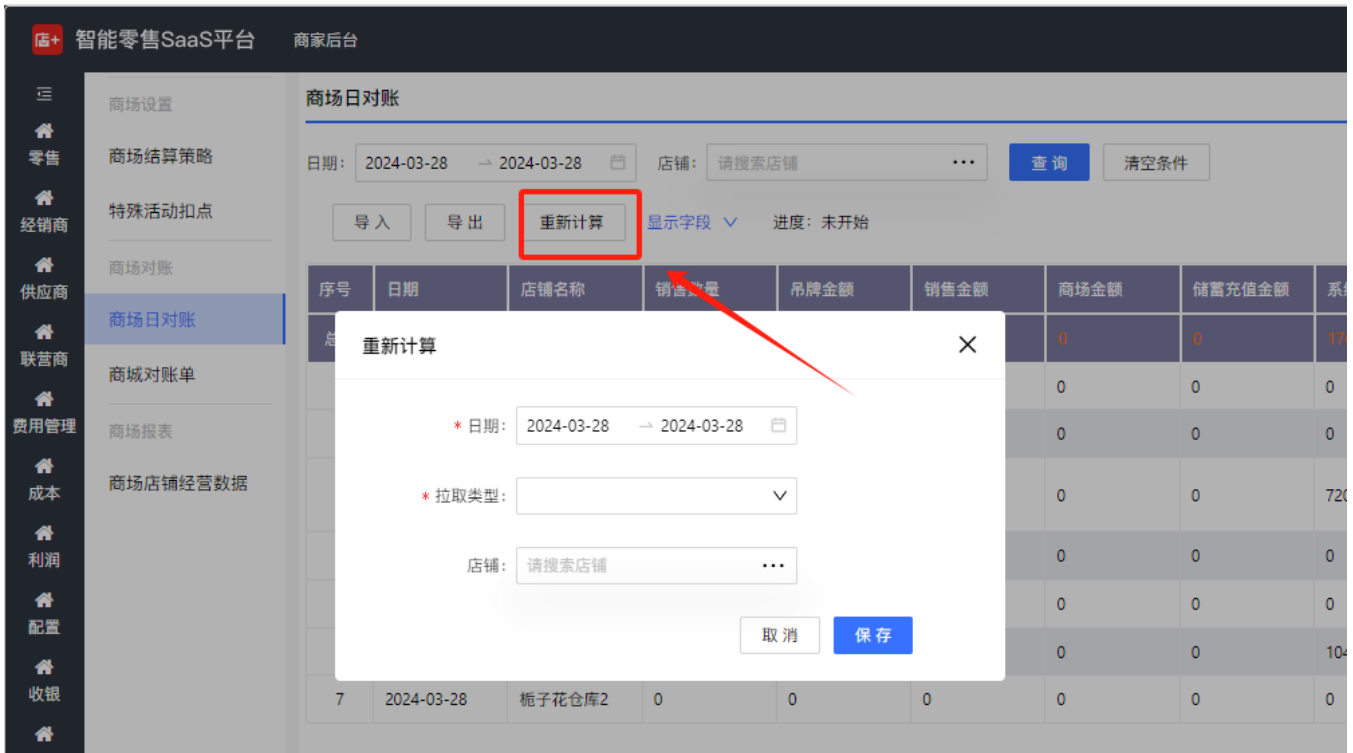 店+ 智能零售SaaS平台 商家后台
零售
经销商
供应商
联营商
费用管理
成本
利润
配置
收银
商场设置
商场结算策略
特殊活动扣点
商场对账
商场日对账
商城对账单
商场报表
商场店铺经营数据
商场日对账
日期: 2024-03-28 → 2024-03-28 店铺: 请搜索店铺 ··· 查询 清空条件
导入 导出 重新计算 显示字段 进度: 未开始
序号 日期 店铺名称 销售数量 吊牌金额 销售金额 商场金额 储蓄充值金额
0 0
0 0 0
0 0 0
0 0 720
0 0 0
0 0 0
0 0 104
7 2024-03-28 栀子花仓库2 0 0 0 0 0 0
重新计算
* 日期: 2024-03-28 → 2024-03-28
* 拉取类型:
店铺: 请搜索店铺 ···
取消 保存